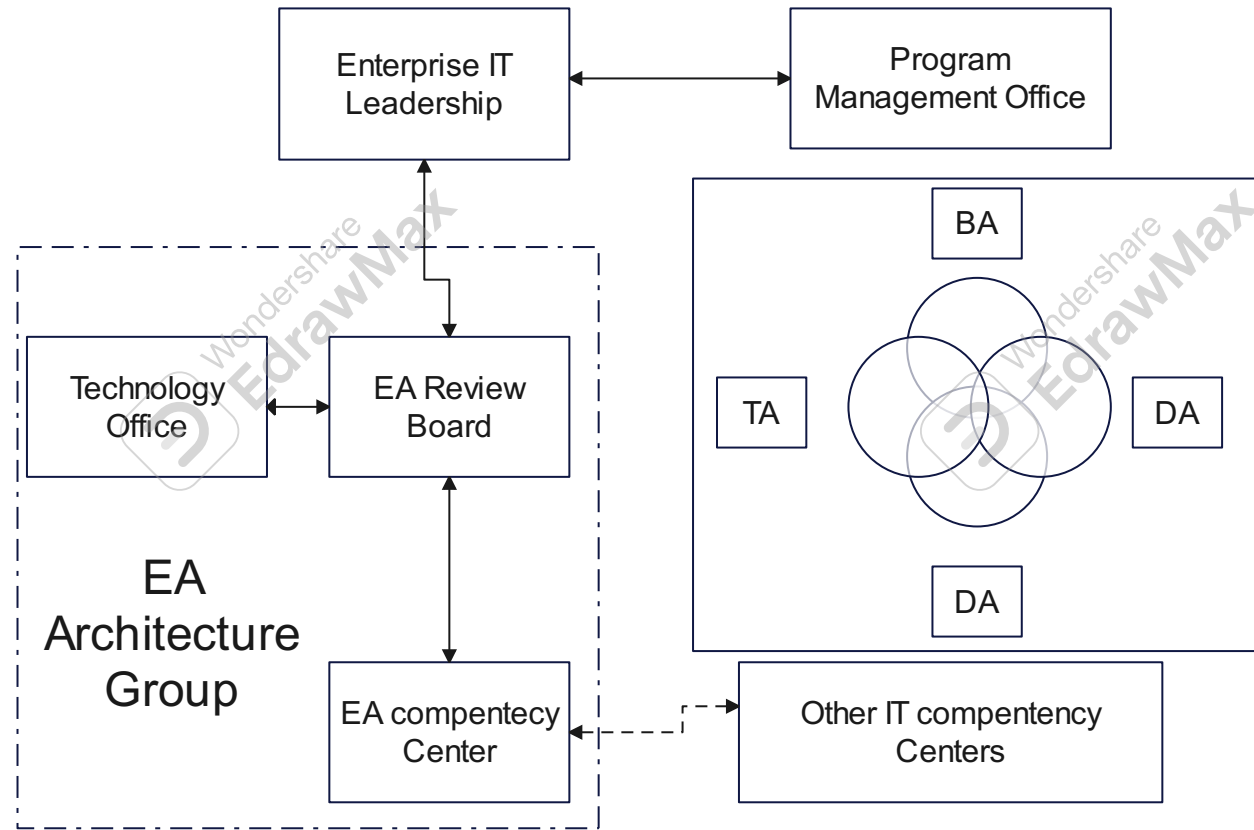 Enterprise IT
Leadership
Program
Management Office
BA
Wondershare
EdrawMax
Wondershare
EdrawMax
Technology
Office
EA Review
Board
TA
DA
EA
Architecture
Group
DA
EA compentecy
Center
Other IT compentency
Centers